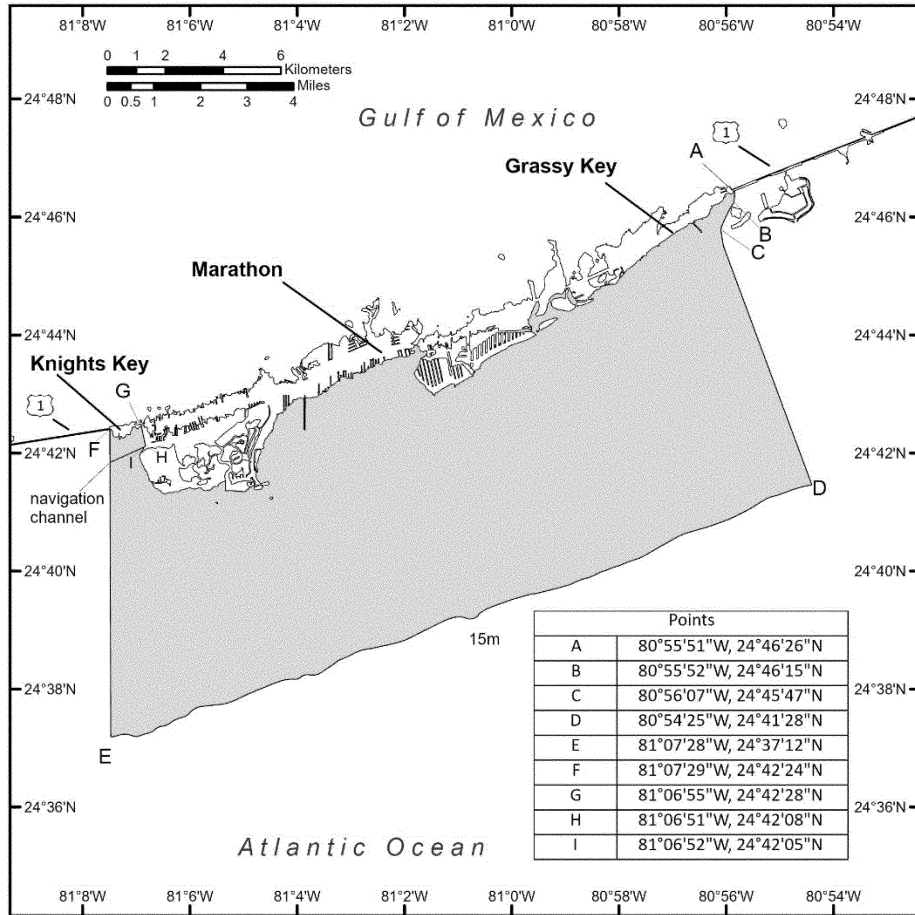 81°8'W 81°6'W 81°4'W 81°2'W 81°0'W 80°58'W 80°56'W 80°54'W
0 1 2 4 6
Kilometers
Miles
0 0.5 1 2 3 4
24°48'N 24°48'N
Gulf of Mexico
1
A
Grassy Key
24°46'N 24°46'N
B
C
Marathon
24°44'N 24°44'N
Knights Key
G
1
F
24°42'N 24°42'N
H
I
navigation
channel
D
24°40'N 24°40'N
15m
24°38'N
E
24°36'N 24°36'N
Atlantic Ocean
Points
A 80°55'51"W, 24°46'26"N
B 80°55'52"W, 24°46'15"N
C 80°56'07"W, 24°45'47"N
D 80°54'25"W, 24°41'28"N
E 81°07'28"W, 24°37'12"N
F 81°07'29"W, 24°42'24"N
G 81°06'55"W, 24°42'28"N
H 81°06'51"W, 24°42'08"N
I 81°06'52"W, 24°42'05"N
24°38'N
81°8'W 81°6'W 81°4'W 81°2'W 81°0'W 80°58'W 80°56'W 80°54'W